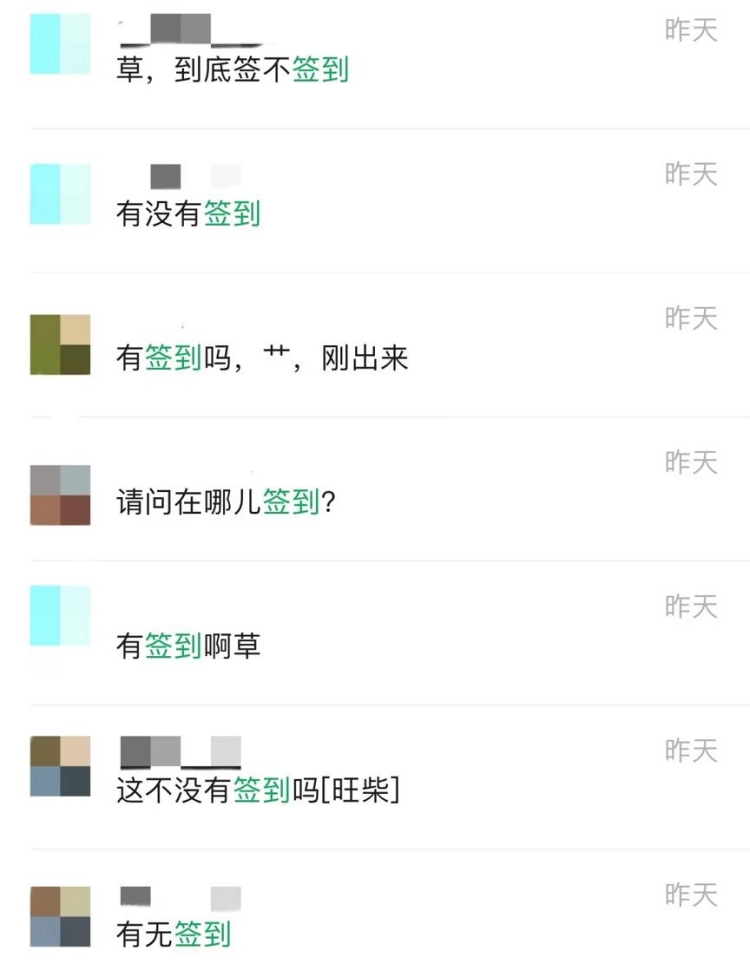 昨天
草，到底签不签到
昨天
有没有签到
昨天
有签到吗，艹，刚出来
昨天
请问在哪儿签到？
昨天
有签到啊草
昨天
这不没有签到吗[旺柴]
昨天
有无签到